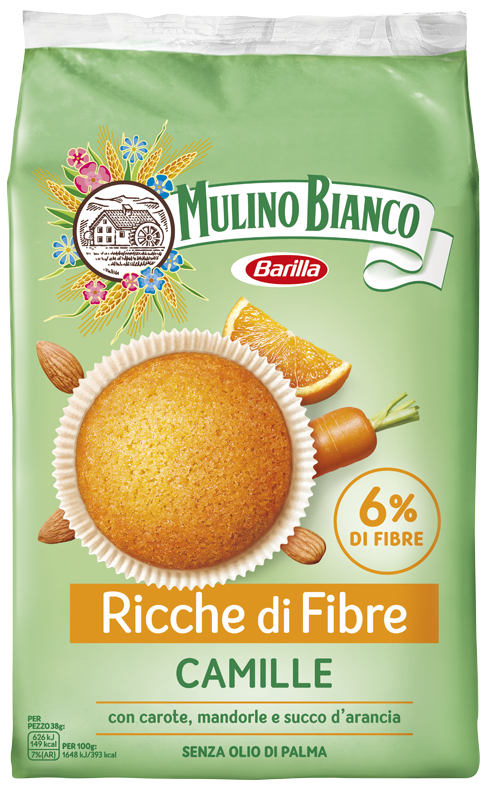 MULINO BIANCO
Barilla
6%
DI FIBRE
Ricche di Fibre
CAMILLE
con carote, mandorle e succo d'arancia
SENZA OLIO DI PALMA
PER
PEZZO 38g:
626 kJ
149 kcal
7%(AR)
PER 100g:
1648 kJ/393 kcal